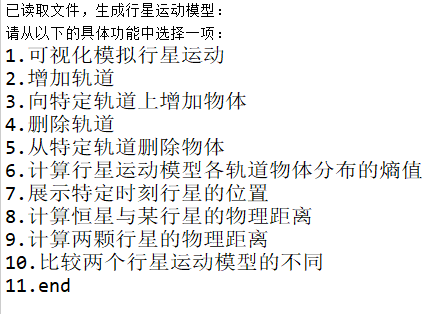 已读取文件，生成行星运动模型：
请从以下的具体功能中选择一项：
1.可视化模拟行星运动
2.增加轨道
3.向特定轨道上增加物体
4.删除轨道
5.从特定轨道删除物体
6.计算行星运动模型各轨道物体分布的熵值
7.展示特定时刻行星的位置
8.计算恒星与某行星的物理距离
9.计算两颗行星的物理距离
10.比较两个行星运动模型的不同
11.end